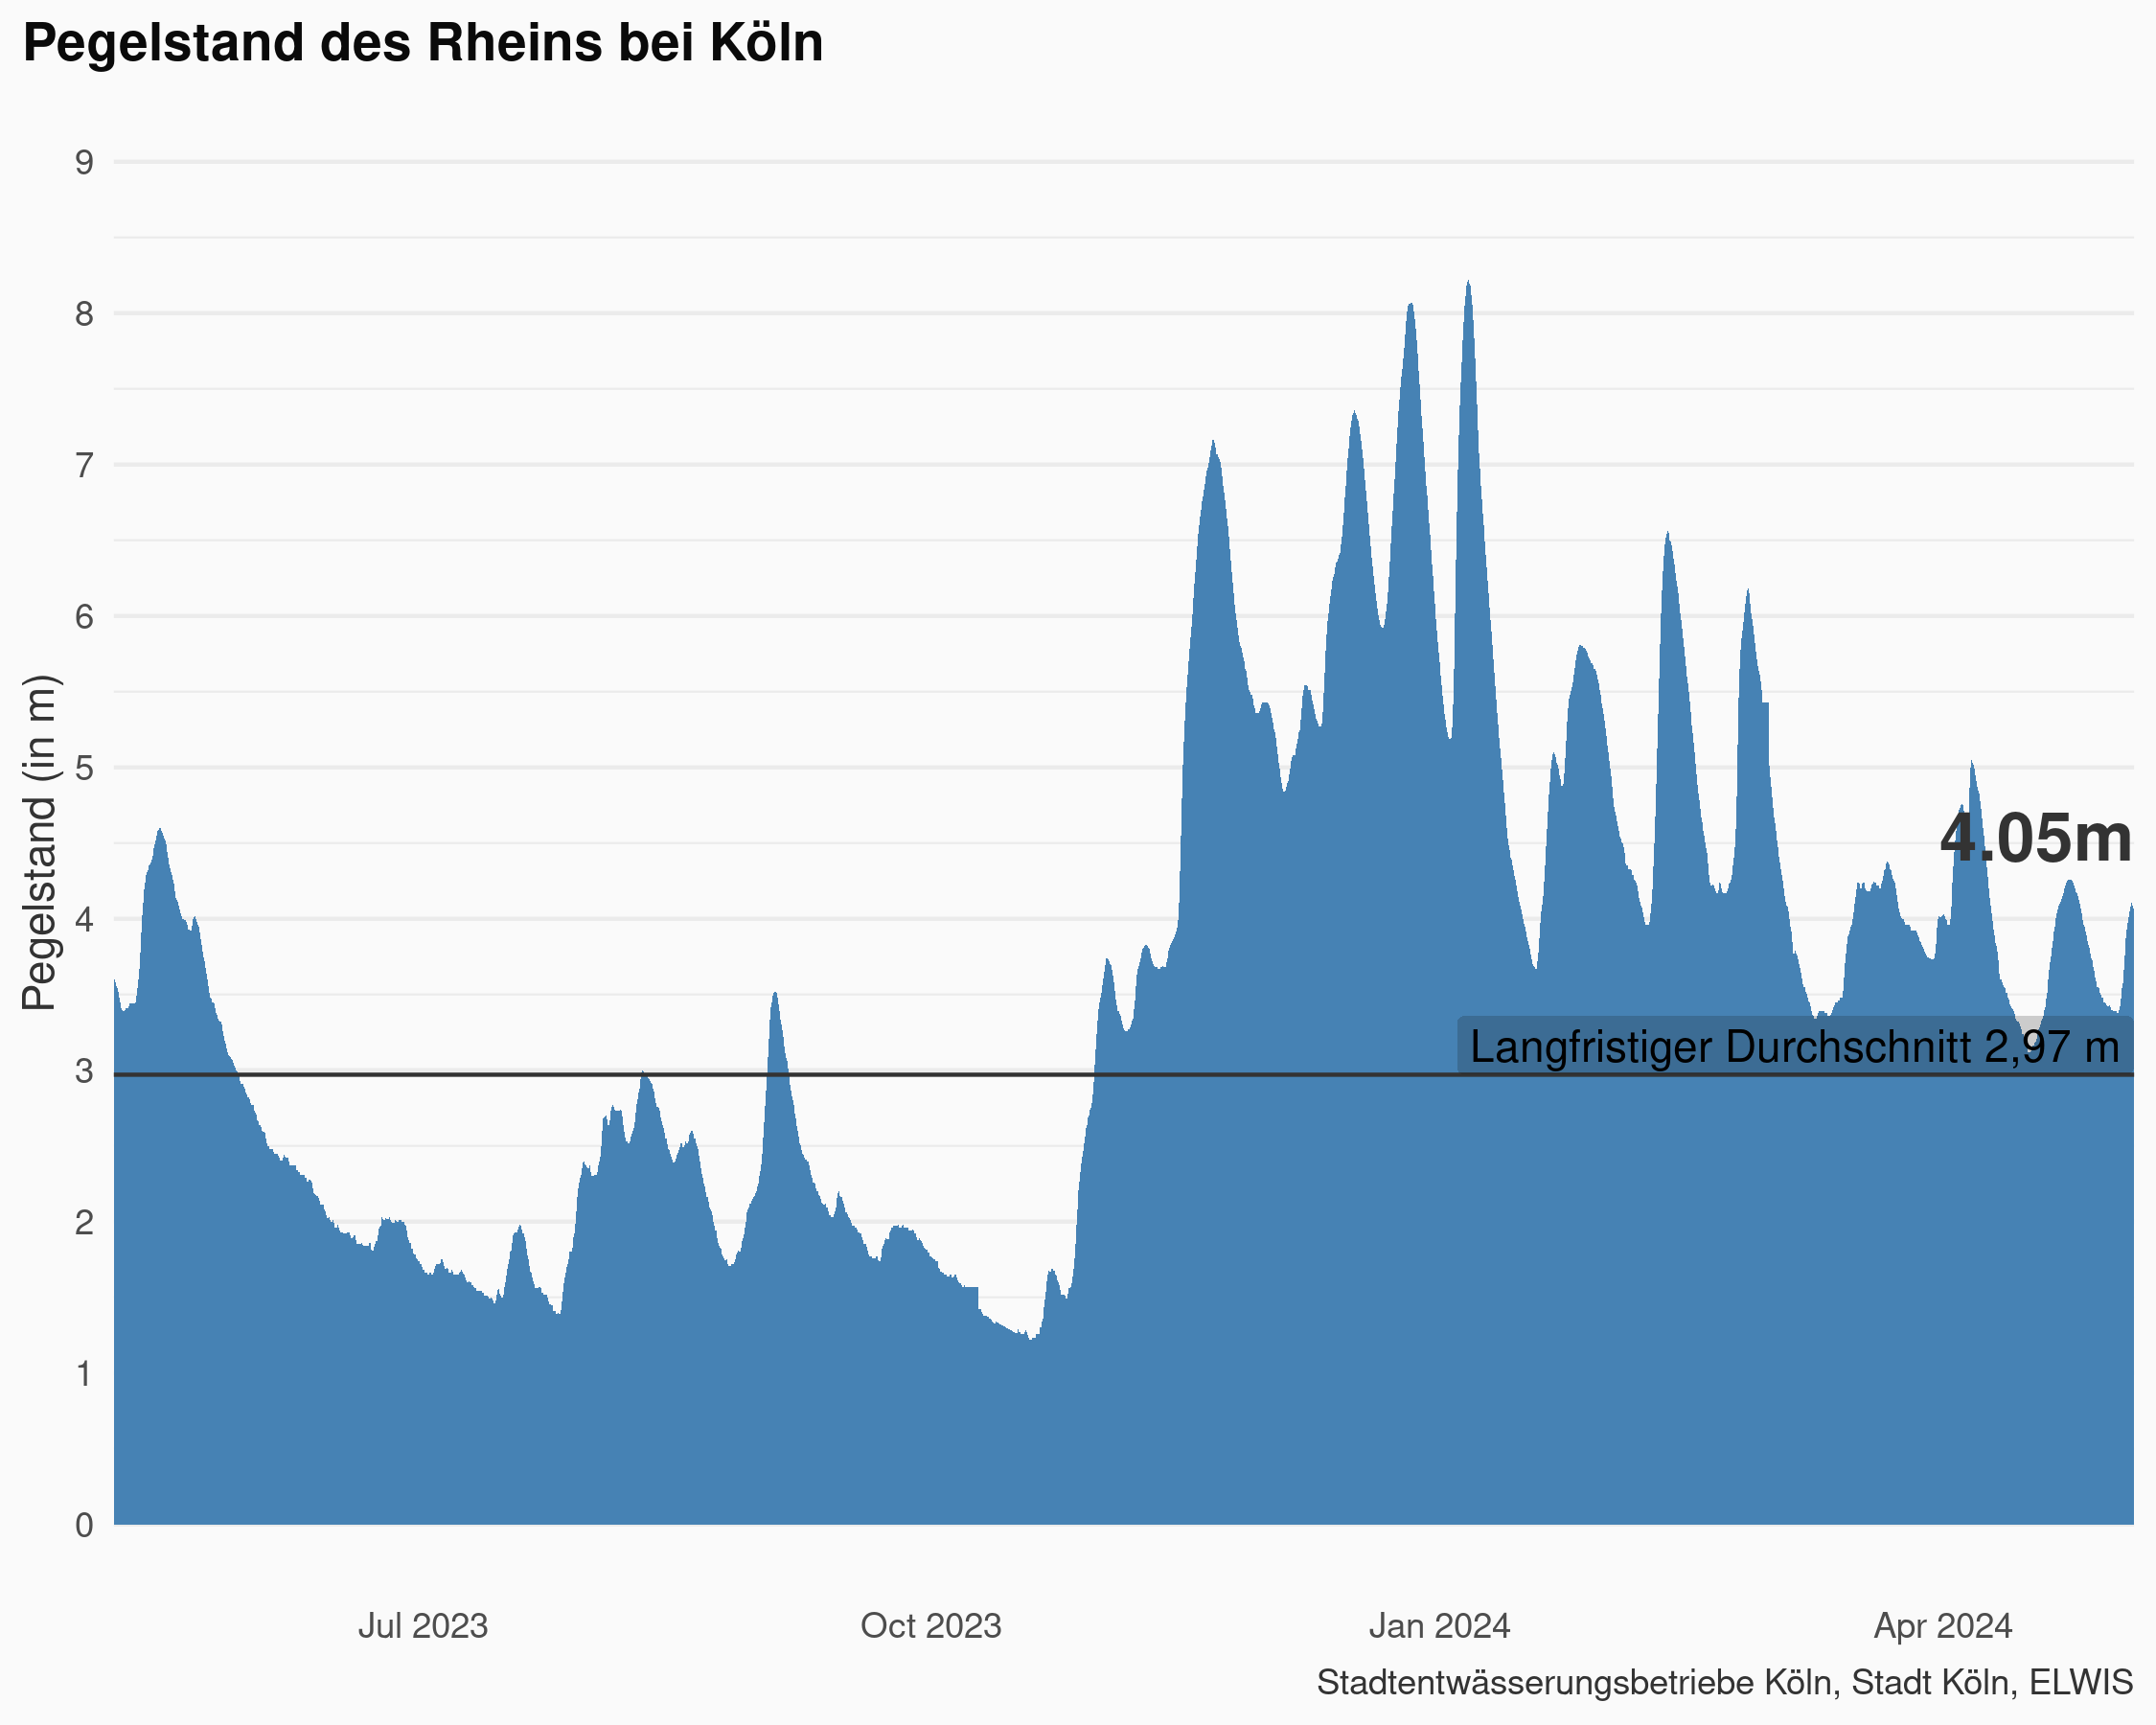 Pegelstand des Rheins bei Köln
Pegelstand (in m)
9
8
7
6
5
4
3
2
1
0
4.05m
Langfristiger Durchschnitt 2,97 m
Jul 2023
Oct 2023
Jan 2024
Apr 2024
Stadtentwässerungsbetriebe Köln, Stadt Köln, ELWIS